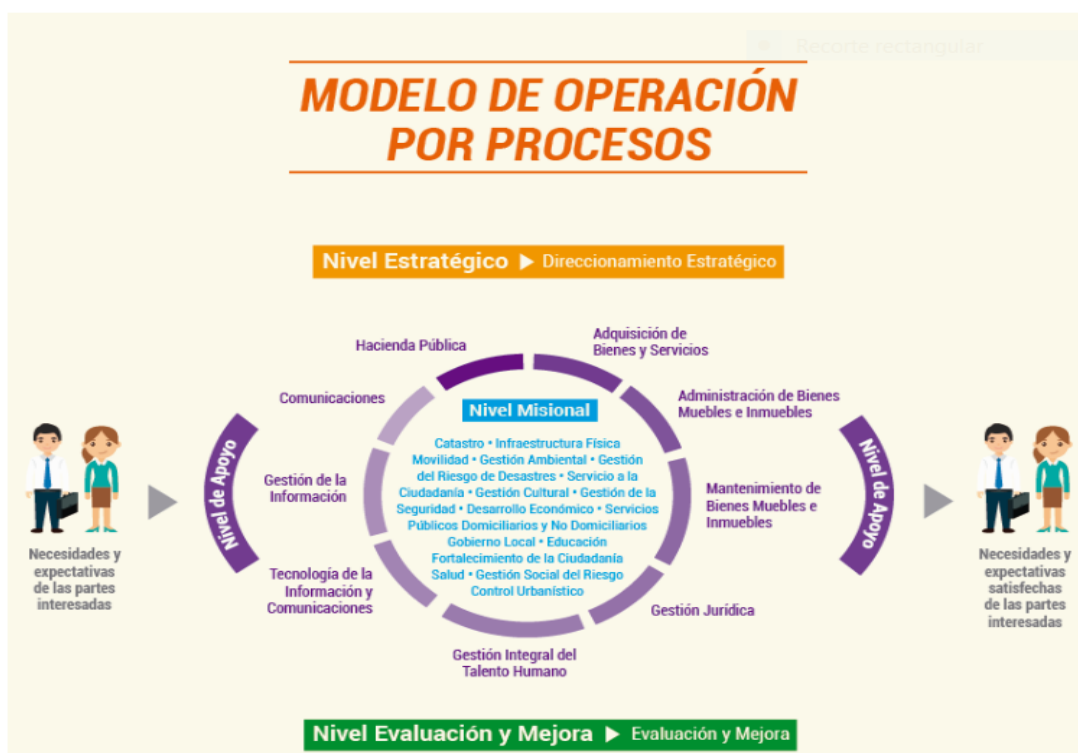 Recorte rectangular
MODELO DE OPERACIÓN
POR PROCESOS
Nivel Estratégico ▶ Direccionamiento Estratégico
Hacienda Pública
Adquisición de
Bienes y Servicios
Comunicaciones
Administración de Bienes
Muebles e Inmuebles
Gestión de la
Información
Mantenimiento de
Bienes Muebles e
Inmuebles
Tecnología de la
Información y
Comunicaciones
Gestión Jurídica
Gestión Integral del
Talento Humano
Nivel Misional
Catastro • Infraestructura Física
Movilidad • Gestión Ambiental • Gestión
del Riesgo de Desastres • Servicio a la
Ciudadanía • Gestión Cultural • Gestión de la
Seguridad • Desarrollo Económico • Servicios
Públicos Domiciliarios y No Domiciliarios
Gobierno Local • Educación
Fortalecimiento de la Ciudadanía
Salud • Gestión Social del Riesgo
Control Urbanístico
Nivel de Apoyo
Nivel de Apoyo
Necesidades y
expectativas
de las partes
interesadas
Necesidades y
expectativas
satisfechas
de las partes
interesadas
Nivel Evaluación y Mejora ▶ Evaluación y Mejora